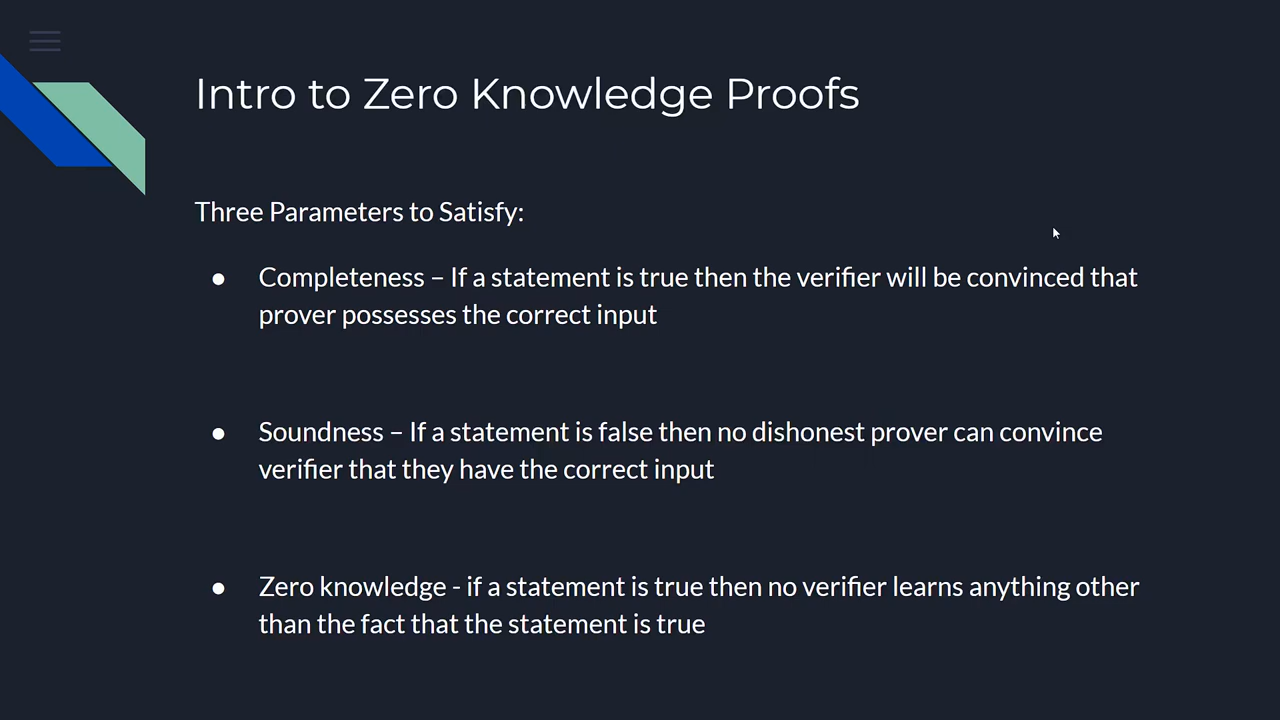 Intro to Zero Knowledge Proofs
Three Parameters to Satisfy:
● Completeness – If a statement is true then the verifier will be convinced that
prover possesses the correct input
● Soundness – If a statement is false then no dishonest prover can convince
verifier that they have the correct input
● Zero knowledge - if a statement is true then no verifier learns anything other
than the fact that the statement is true